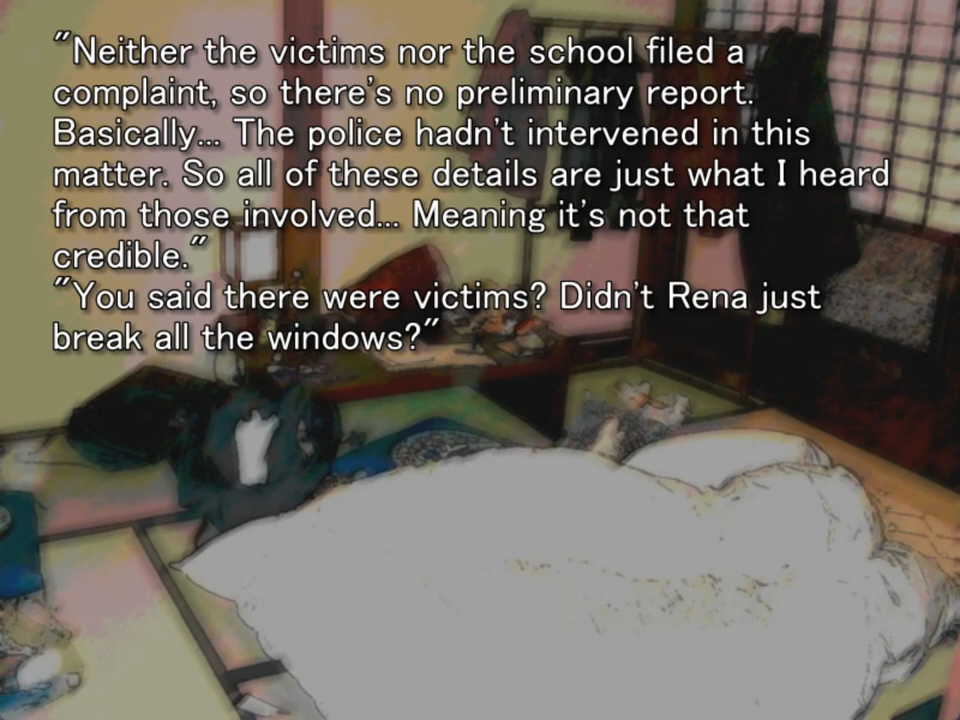 "Neither the victims nor the school filed a
complaint, so there's no preliminary report.
Basically... The police hadn't intervened in this
matter. So all of these details are just what I heard
from those involved... Meaning it's not that
credible."
"You said there were victims? Didn't Rena just
break all the windows?"